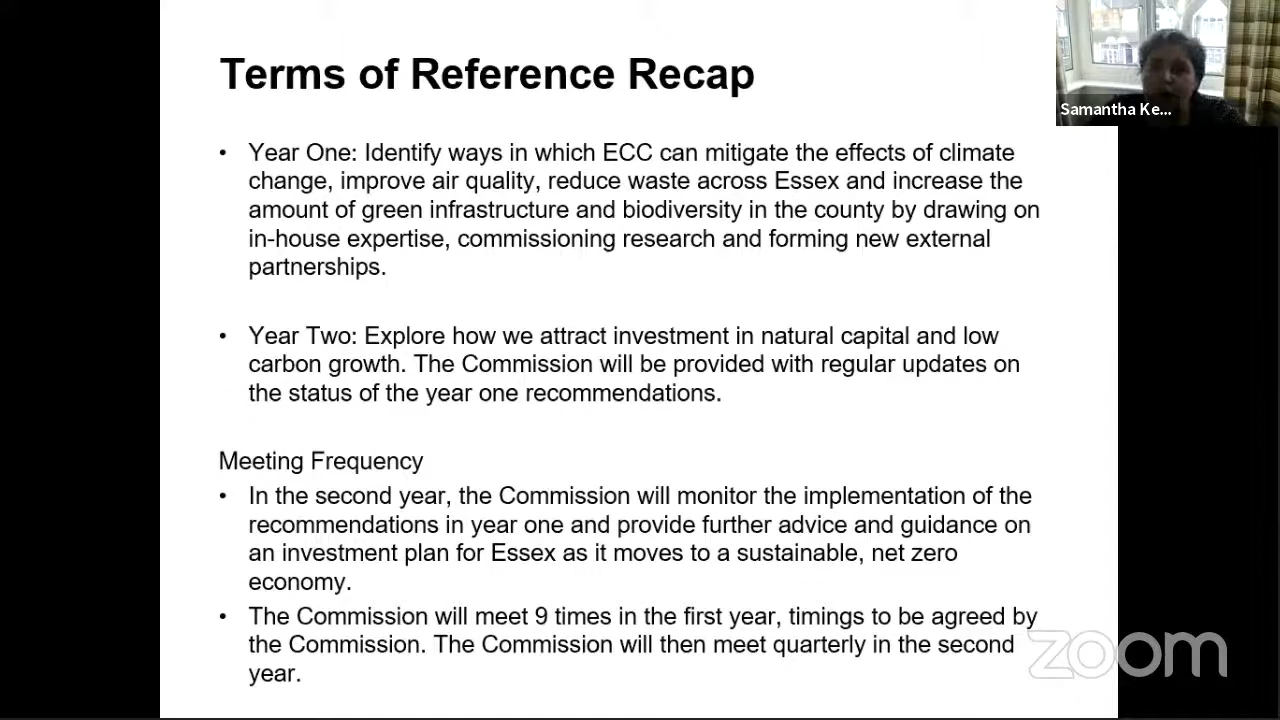 Terms of Reference Recap
Samantha Ke...
• Year One: Identify ways in which ECC can mitigate the effects of climate
change, improve air quality, reduce waste across Essex and increase the
amount of green infrastructure and biodiversity in the county by drawing on
in-house expertise, commissioning research and forming new external
partnerships.
• Year Two: Explore how we attract investment in natural capital and low
carbon growth. The Commission will be provided with regular updates on
the status of the year one recommendations.
Meeting Frequency
• In the second year, the Commission will monitor the implementation of the
recommendations in year one and provide further advice and guidance on
an investment plan for Essex as it moves to a sustainable, net zero
economy.
• The Commission will meet 9 times in the first year, timings to be agreed by
the Commission. The Commission will then meet quarterly in the second
year.
zoom